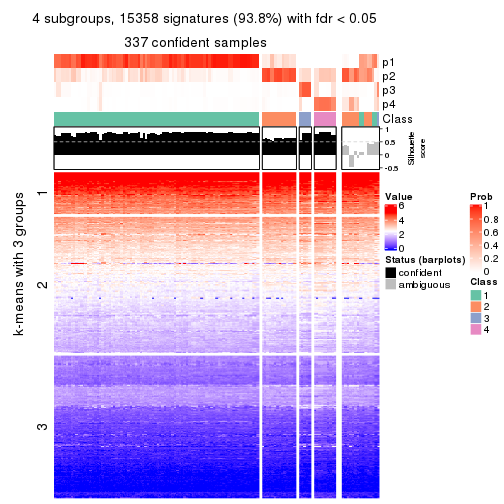 4 subgroups, 15358 signatures (93.8%) with fdr < 0.05
337 confident samples
p1
p2
p3
p4
Class
1
0.5
0
-0.5
Silhouette
score
k-means with 3 groups
1
2
3
Value
6
4
2
0
Status (barplots)
confident
ambiguous
Prob
1
0.8
0.6
0.4
0.2
0
Class
1
2
3
4